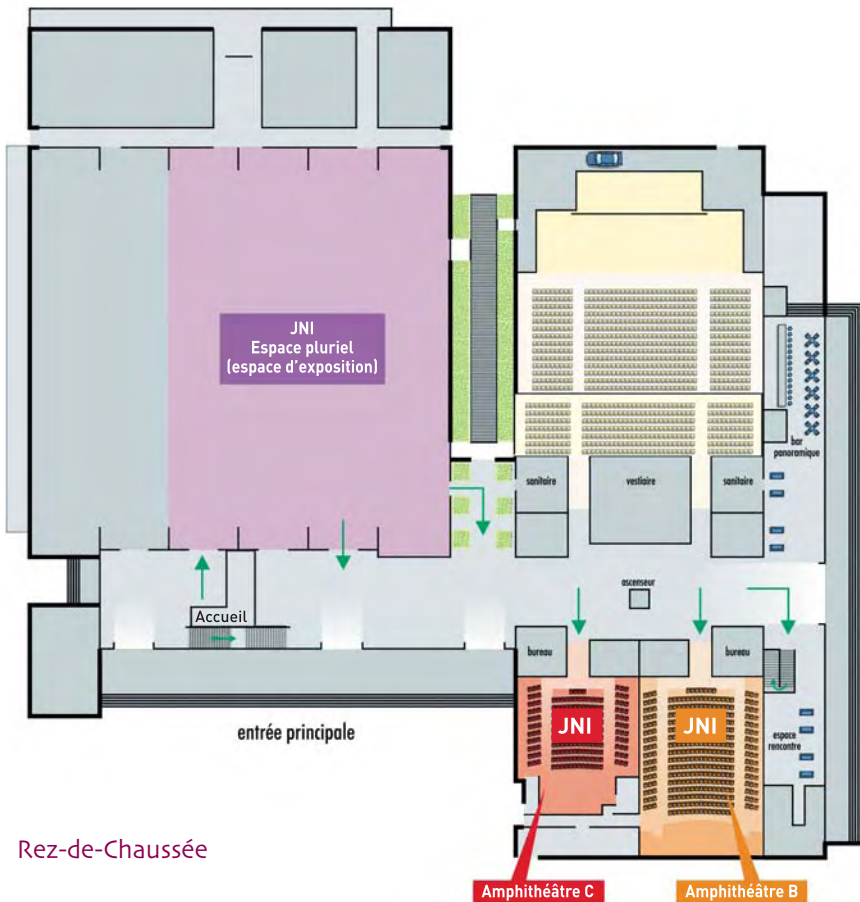 JNI
Espace pluriel
(espace d'exposition)
bar
panoramique
sanitaire
vestiaire
sanitaire
ascenseur
Accueil
bureau
bureau
JNI
JNI
espace
rencontre
entrée principale
Rez-de-Chaussée
Amphithéâtre C
Amphithéâtre B